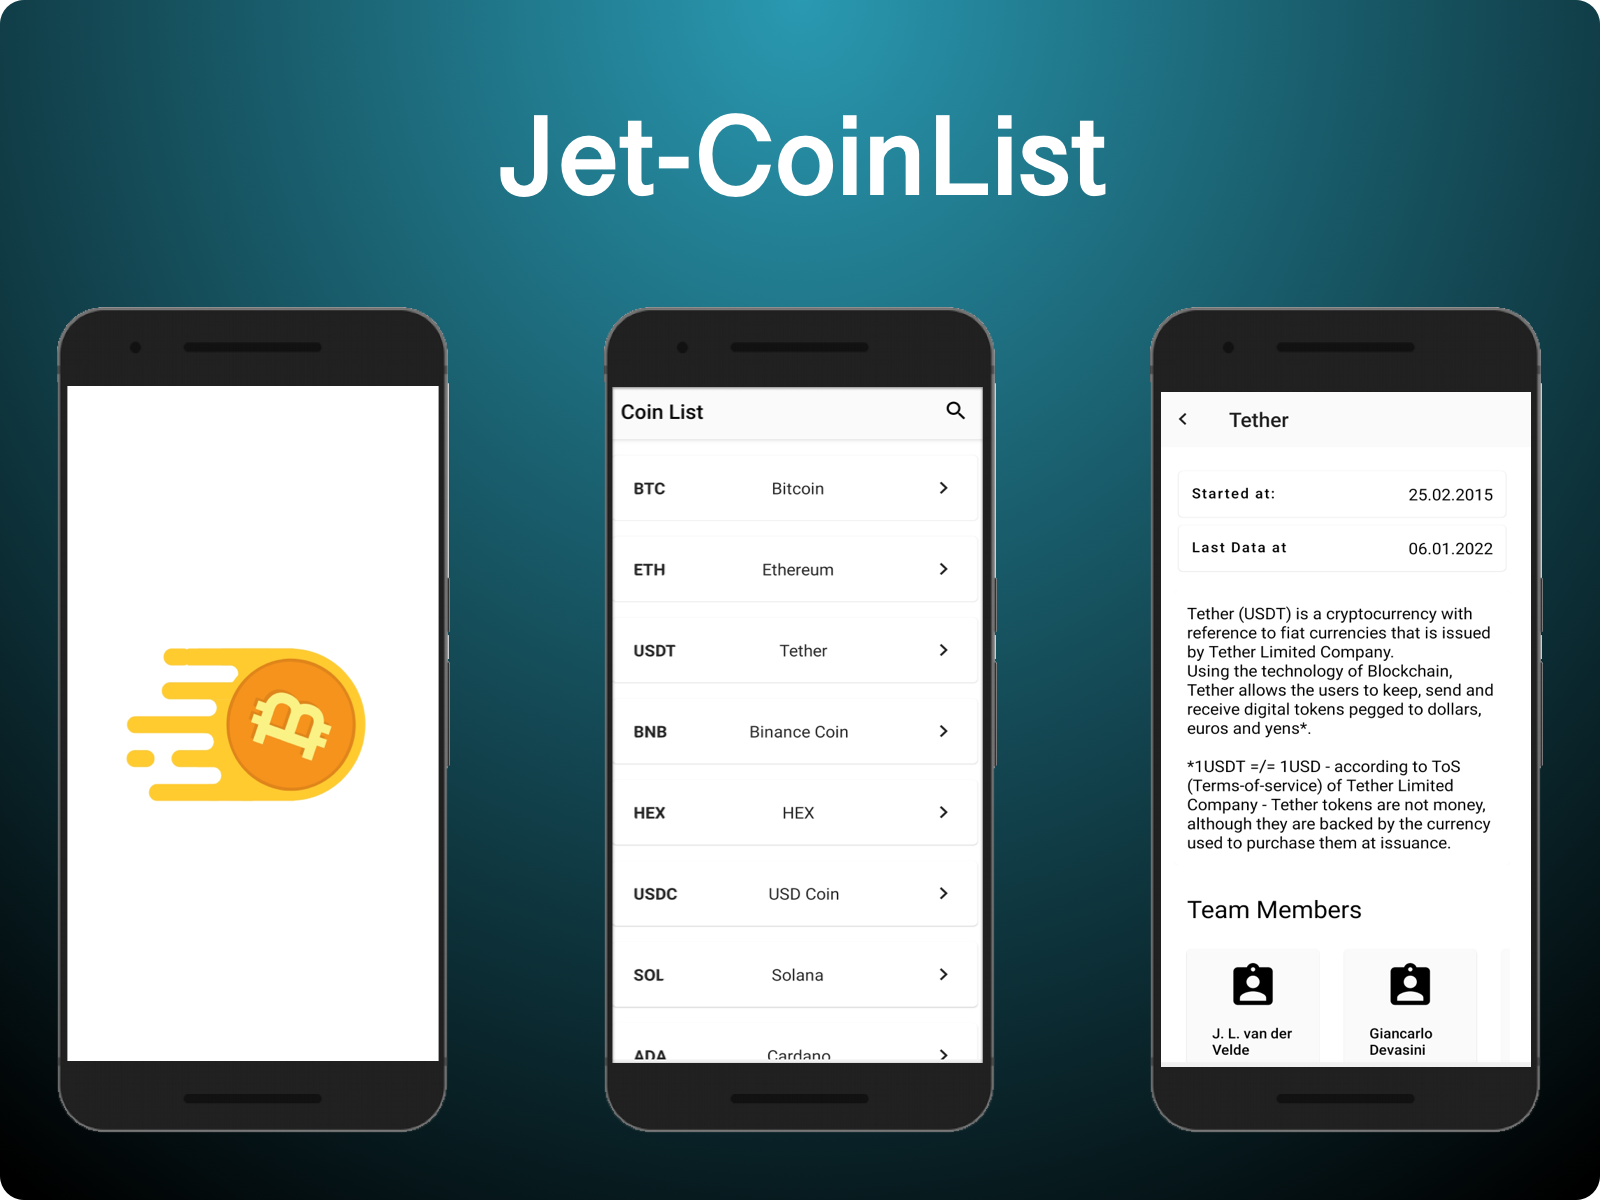 Jet-CoinList
Coin List
BTC Bitcoin
ETH Ethereum
USDT Tether
BNB Binance Coin
HEX HEX
USDC USD Coin
SOL Solana
ADA Cardano
Tether
Started at: 25.02.2015
Last Data at 06.01.2022
Tether (USDT) is a cryptocurrency with
reference to fiat currencies that is issued
by Tether Limited Company.
Using the technology of Blockchain,
Tether allows the users to keep, send and
receive digital tokens pegged to dollars,
euros and yens*.
*1USDT =/= 1USD - according to ToS
(Terms-of-service) of Tether Limited
Company - Tether tokens are not money,
although they are backed by the currency
used to purchase them at issuance.
Team Members
J. L. van der
Velde
Giancarlo
Devasini